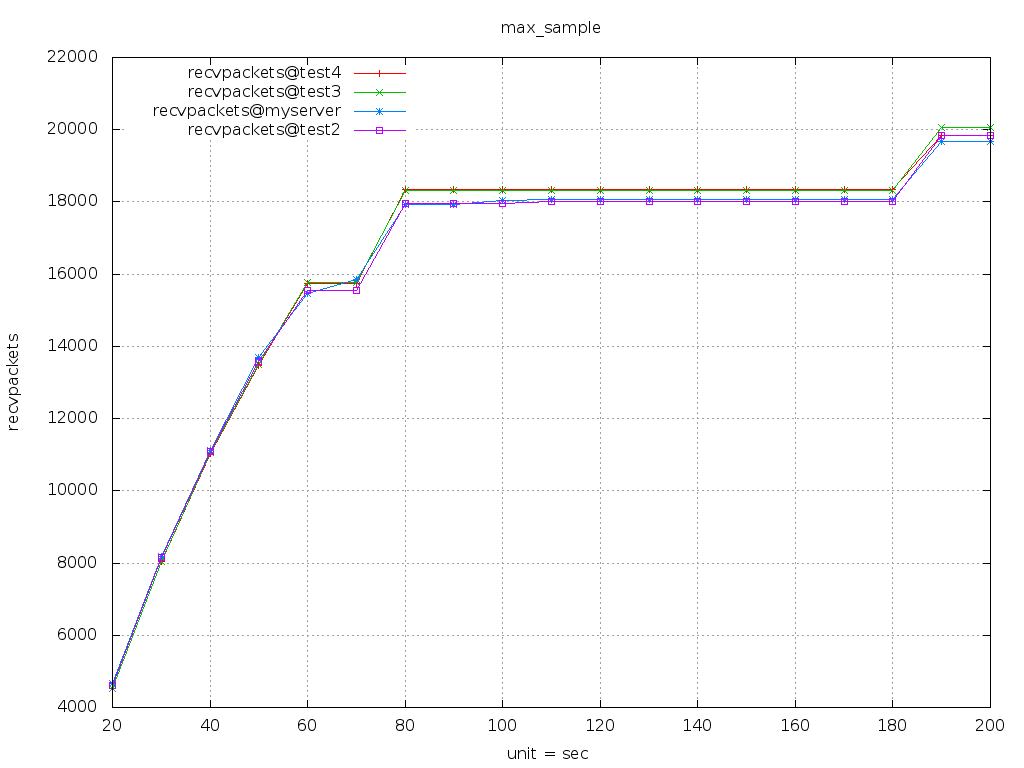 max_sample
22000
20000
18000
16000
14000
12000
10000
8000
6000
4000
recvpackets@test4
recvpackets@test3
recvpackets@myserver
recvpackets@test2
recvpackets
20 40 60 80 100 120 140 160 180 200
unit = sec